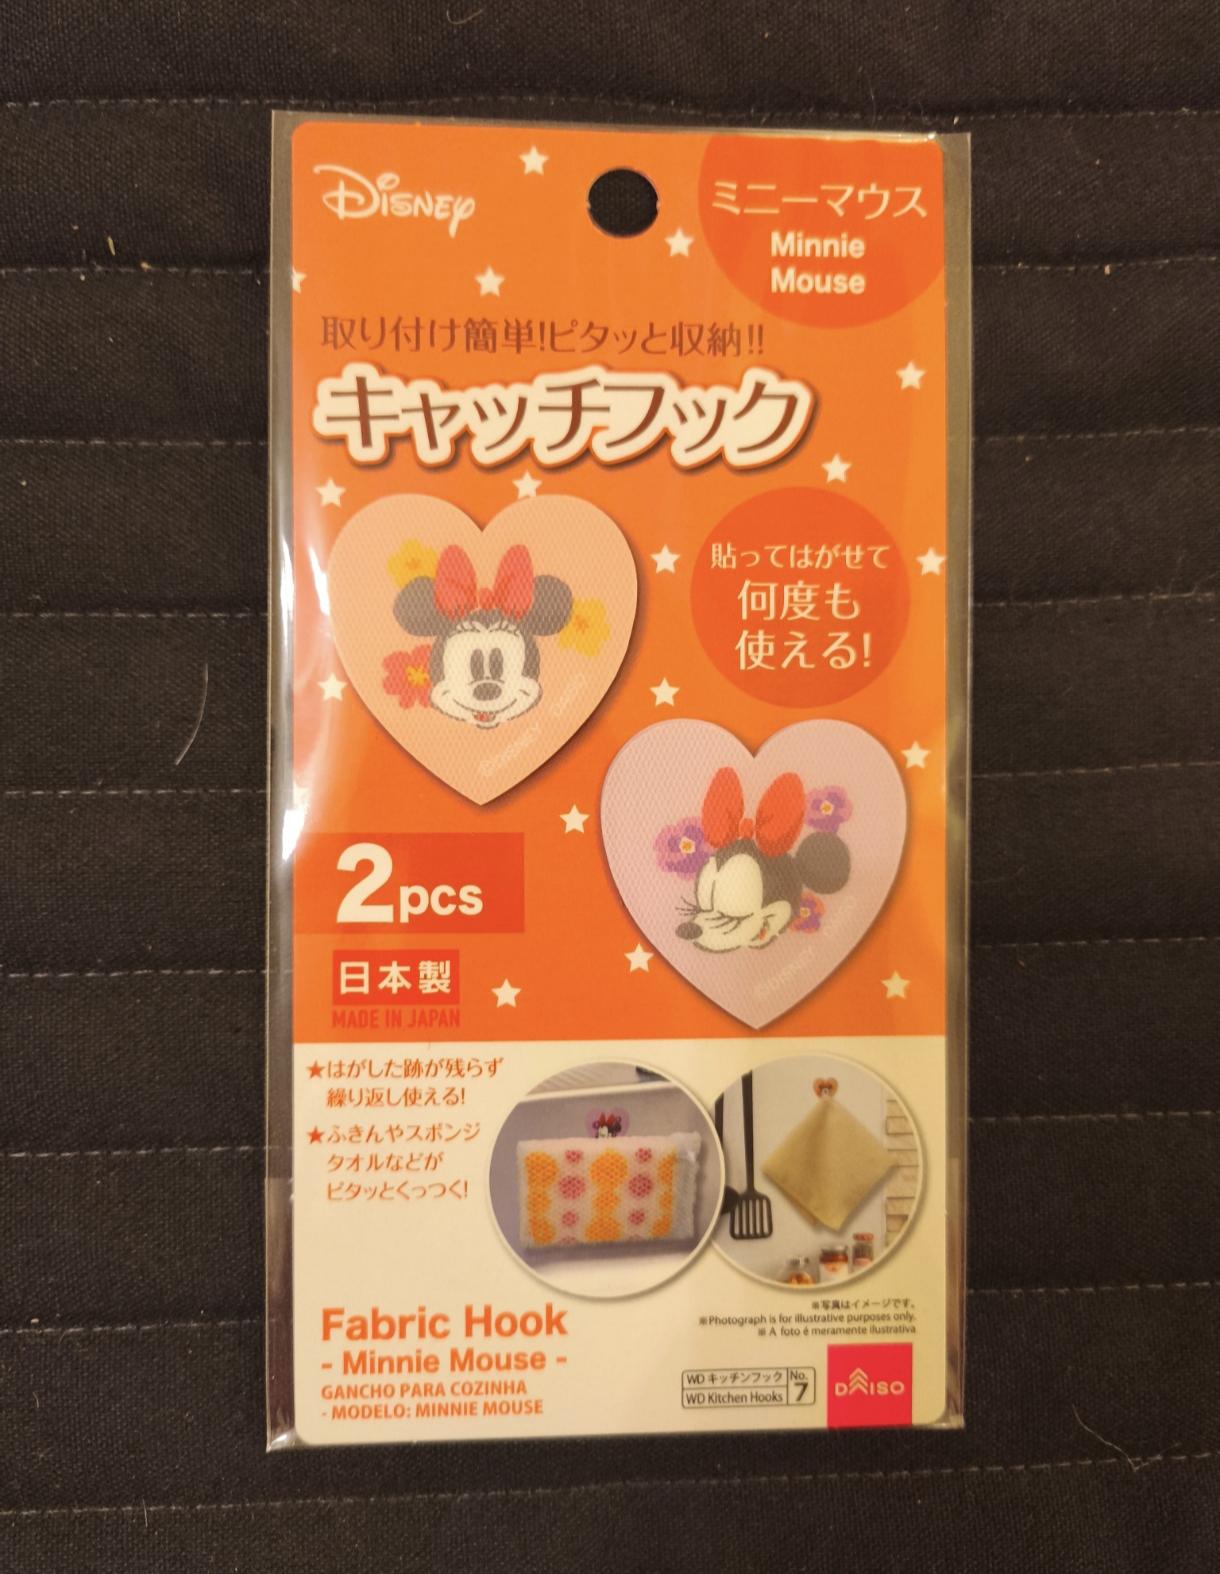 Disney
ミニーマウス
Minnie
Mouse
取り付け簡単!ピタッと収納!!
キャッチフック
貼ってはがせて
何度も
使える!
©DISNEY
2pcs
日本製
MADE IN JAPAN
★はがした跡が残らず
繰り返し使える!
★ふきんやスポンジ
タオルなどが
ピタッとくっつく!
Fabric Hook
- Minnie Mouse -
GANCHO PARA COZINHA
- MODELO: MINNIE MOUSE
※写真はイメージです。
※Photograph is for illustrative purposes only.
※ A foto é meramente ilustrativa
WD キッチンフック No.
WD Kitchen Hooks 7
DAISO